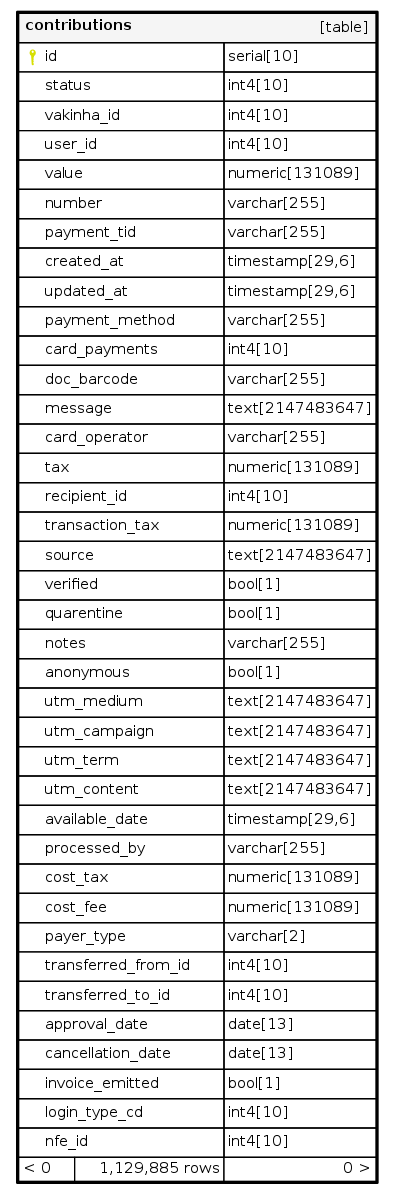 contributions [table]
id serial[10]
status int4[10]
vakinha_id int4[10]
user_id int4[10]
value numeric[131089]
number varchar[255]
payment_tid varchar[255]
created_at timestamp[29,6]
updated_at timestamp[29,6]
payment_method varchar[255]
card_payments int4[10]
doc_barcode varchar[255]
message text[2147483647]
card_operator varchar[255]
tax numeric[131089]
recipient_id int4[10]
transaction_tax numeric[131089]
source text[2147483647]
verified bool[1]
quarentine bool[1]
notes varchar[255]
anonymous bool[1]
utm_medium text[2147483647]
utm_campaign text[2147483647]
utm_term text[2147483647]
utm_content text[2147483647]
available_date timestamp[29,6]
processed_by varchar[255]
cost_tax numeric[131089]
cost_fee numeric[131089]
payer_type varchar[2]
transferred_from_id int4[10]
transferred_to_id int4[10]
approval_date date[13]
cancellation_date date[13]
invoice_emitted bool[1]
login_type_cd int4[10]
nfe_id int4[10]
< 0 1,129,885 rows 0 >